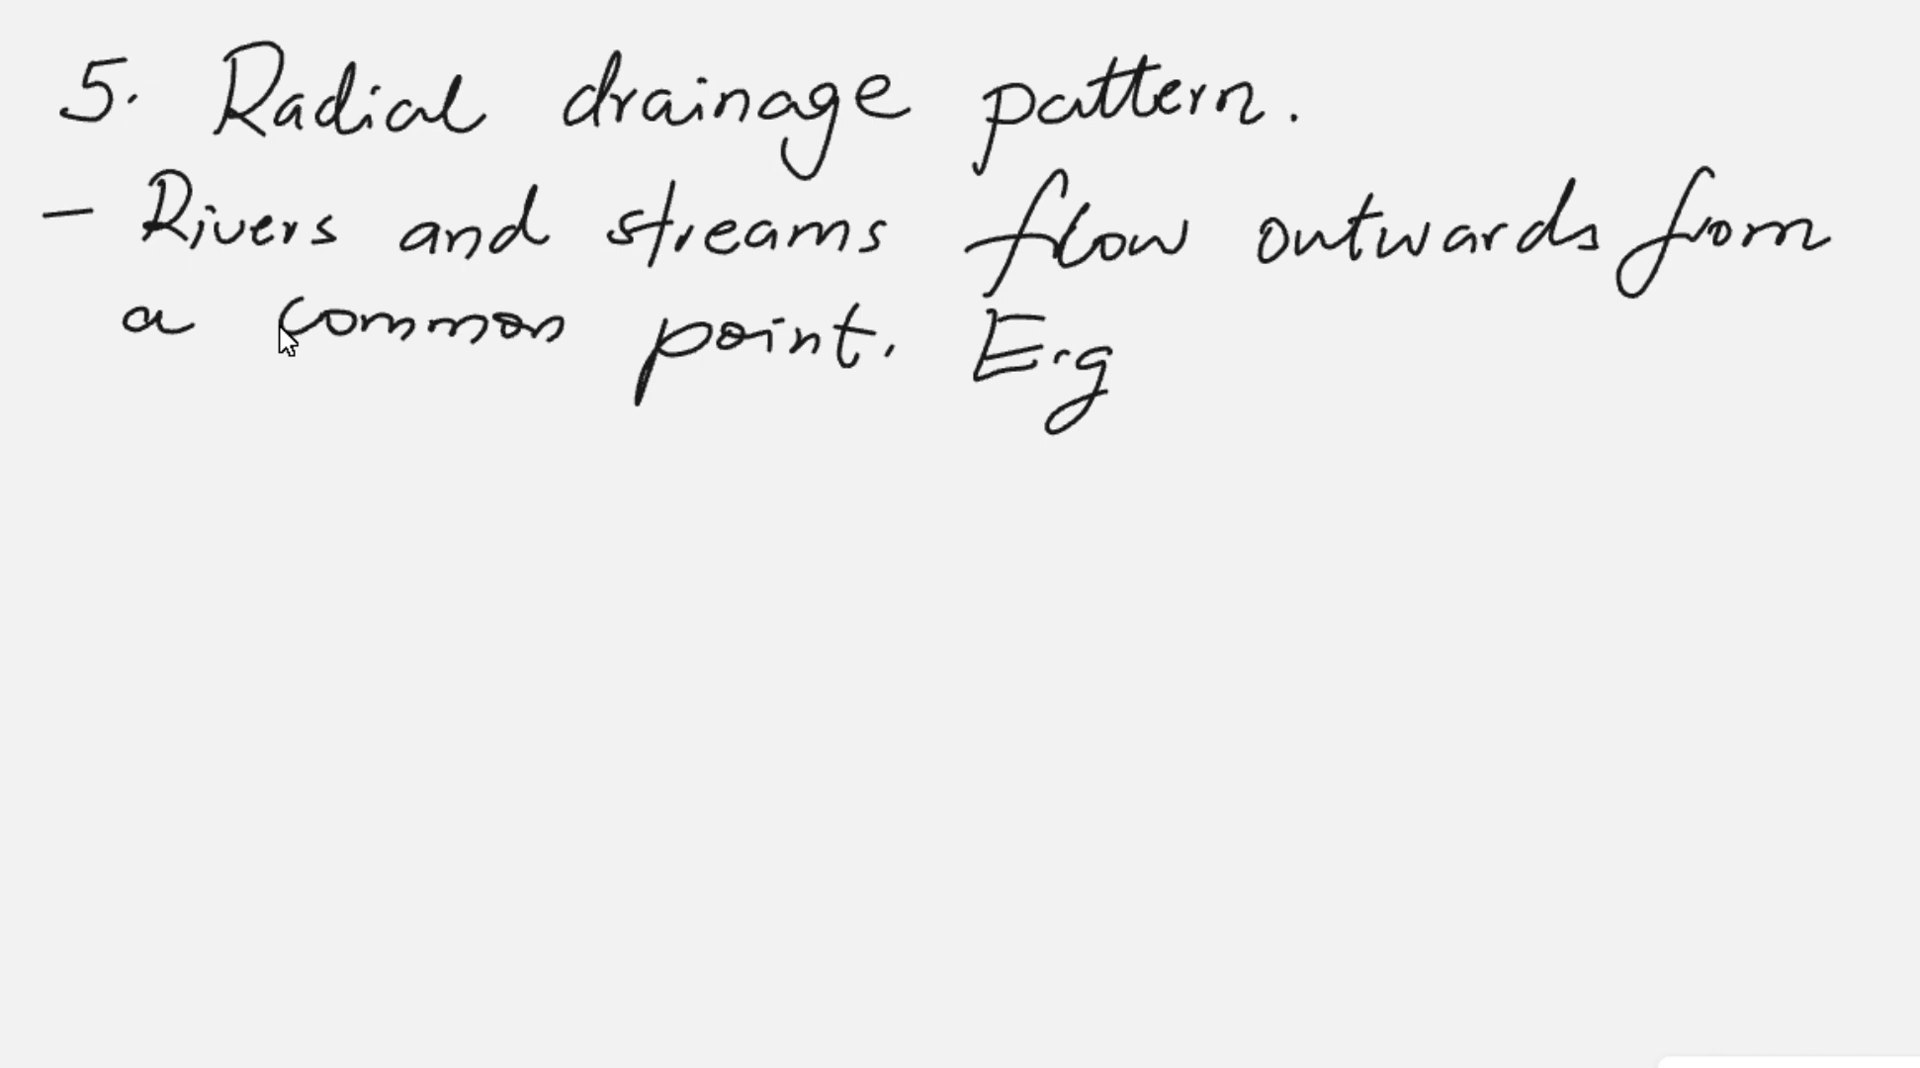 5. Radial drainage pattern.
- Rivers and streams flow outwards from
a common point. E.g